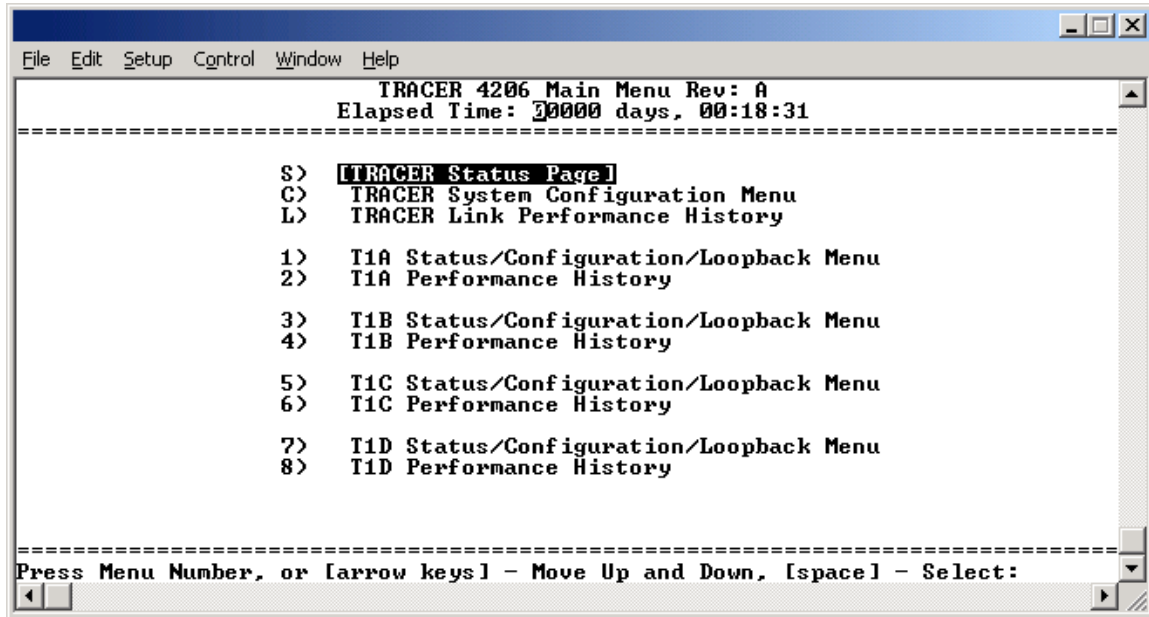 File Edit Setup Control Window Help
TRACER 4206 Main Menu Rev: A
Elapsed Time: 00000 days, 00:18:31
================================================================================
S) [TRACER Status Page]
C) TRACER System Configuration Menu
L) TRACER Link Performance History
1) T1A Status/Configuration/Loopback Menu
2) T1A Performance History
3) T1B Status/Configuration/Loopback Menu
4) T1B Performance History
5) T1C Status/Configuration/Loopback Menu
6) T1C Performance History
7) T1D Status/Configuration/Loopback Menu
8) T1D Performance History
================================================================================
Press Menu Number, or [arrow keys] - Move Up and Down, [space] - Select: